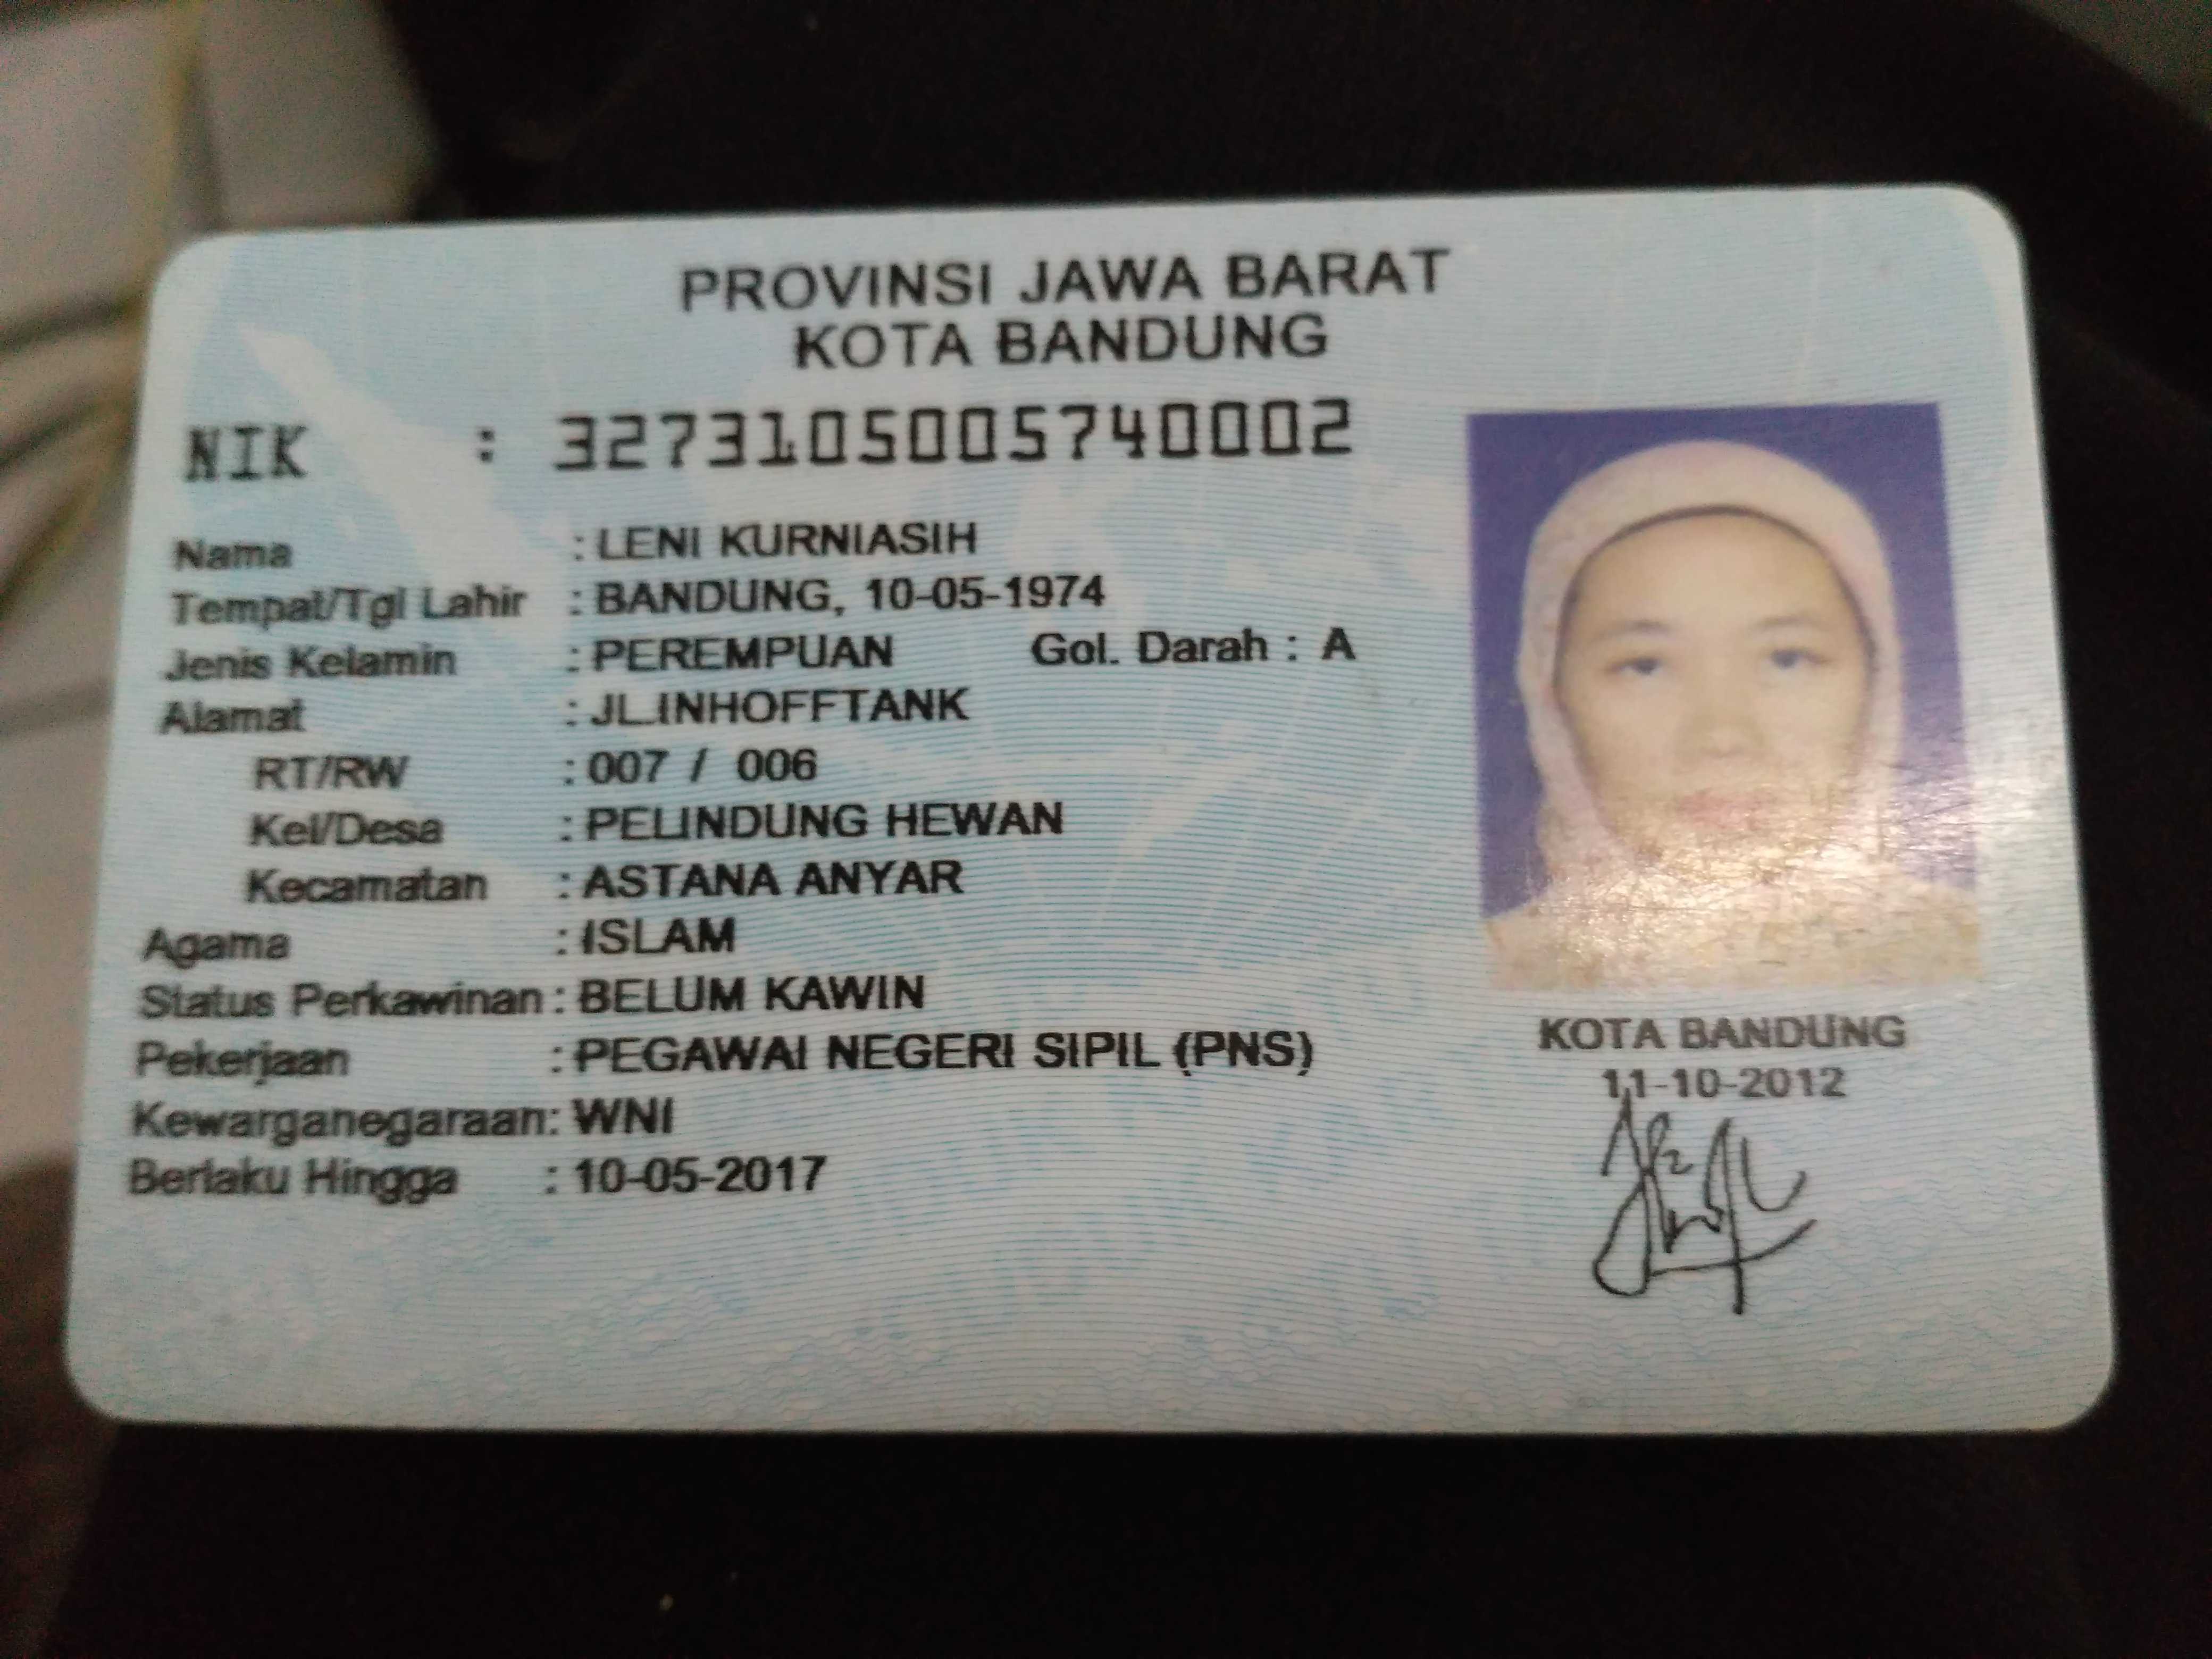 PROVINSI JAWA BARAT
KOTA BANDUNG
NIK : 3273105005740002
Nama : LENI KURNIASIH
Tempat/Tgl Lahir : BANDUNG, 10-05-1974
Jenis Kelamin : PEREMPUAN Gol. Darah : A
Alamat : JL.INHOFFTANK
RT/RW : 007 / 006
Kel/Desa : PELINDUNG HEWAN
Kecamatan : ASTANA ANYAR
Agama : ISLAM
Status Perkawinan : BELUM KAWIN
Pekerjaan : PEGAWAI NEGERI SIPIL (PNS)
Kewarganegaraan : WNI
Berlaku Hingga : 10-05-2017
KOTA BANDUNG
11-10-2012